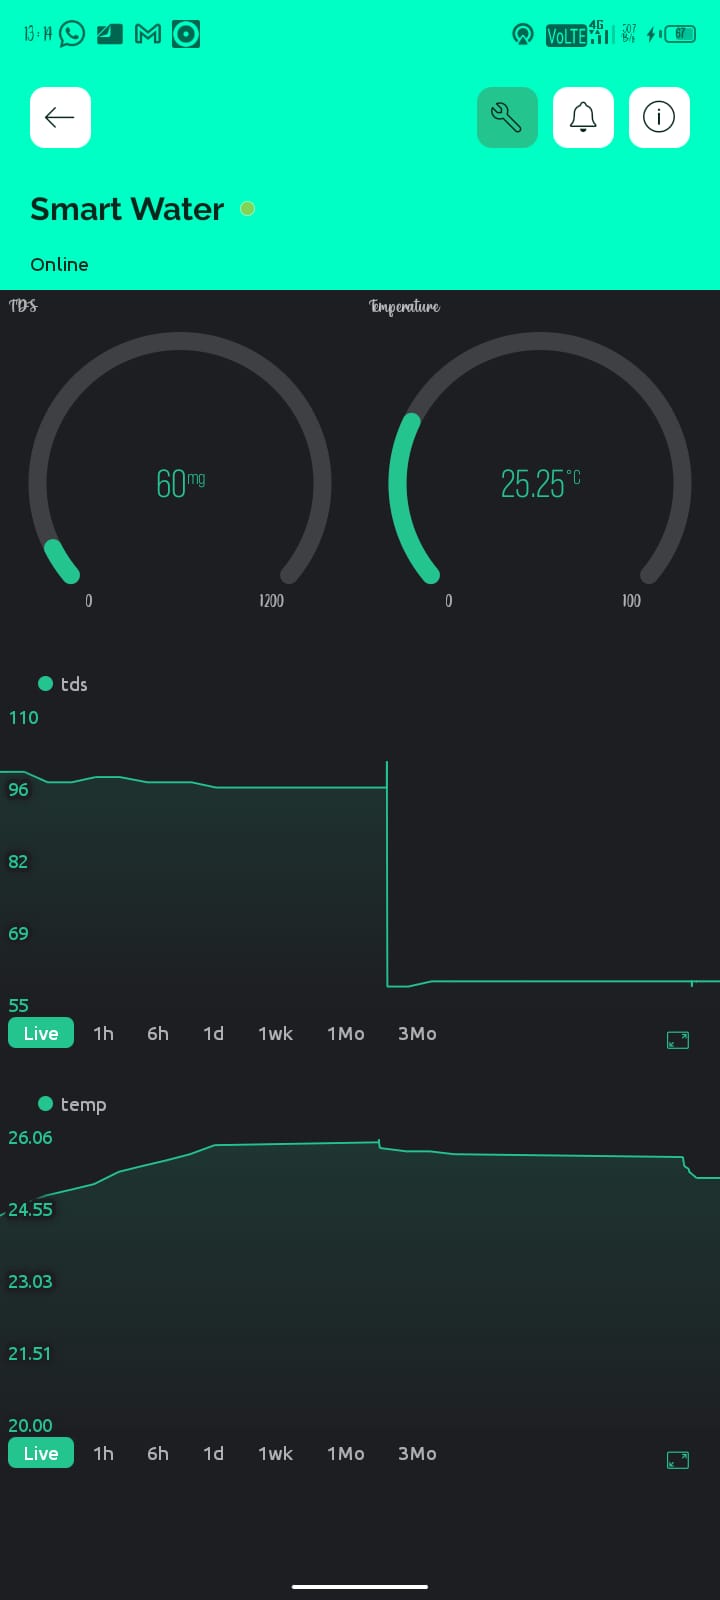 13:14 VoLTE 4G 67
Smart Water
Online
TDS Temperature
60mg 25.25°C
0 1200 0 100
tds
110
96
82
69
55
Live 1h 6h 1d 1wk 1Mo 3Mo
temp
26.06
24.55
23.03
21.51
20.00
Live 1h 6h 1d 1wk 1Mo 3Mo